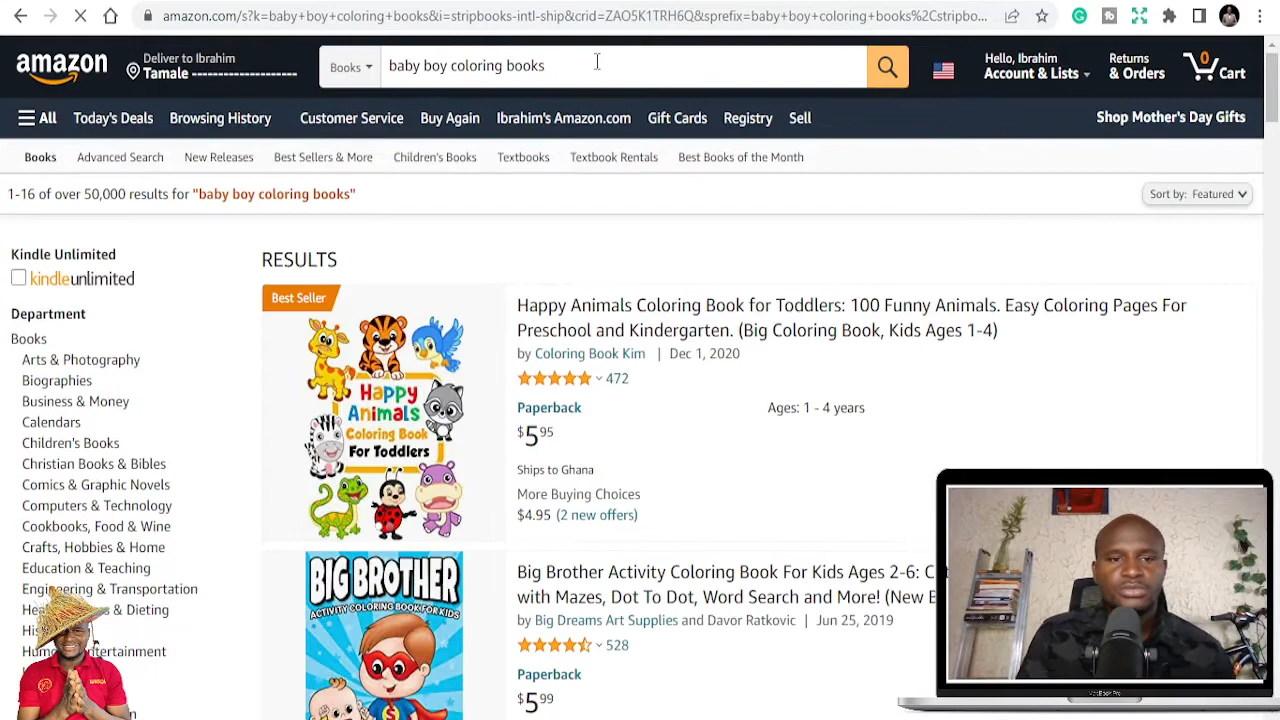 amazon.com/s?k=baby+boy+coloring+books&i=stripbooks-intl-ship&crid=ZAO5K1TRH6Q&sprefix=baby+boy+coloring+books%2Cstripbo...
amazon
Deliver to Ibrahim
Tamale
Books
baby boy coloring books
Hello, Ibrahim
Account & Lists
Returns
& Orders
0
Cart
All
Today's Deals
Browsing History
Customer Service
Buy Again
Ibrahim's Amazon.com
Gift Cards
Registry
Sell
Shop Mother's Day Gifts
Books
Advanced Search
New Releases
Best Sellers & More
Children's Books
Textbooks
Textbook Rentals
Best Books of the Month
1-16 of over 50,000 results for "baby boy coloring books"
Sort by: Featured
Kindle Unlimited
kindleunlimited
Department
Books
Arts & Photography
Biographies
Business & Money
Calendars
Children's Books
Christian Books & Bibles
Comics & Graphic Novels
Computers & Technology
Cookbooks, Food & Wine
Crafts, Hobbies & Home
Education & Teaching
Engineering & Transportation
& Dieting
RESULTS
Best Seller
Happy
Animals
Coloring Book
For Toddlers
Happy Animals Coloring Book for Toddlers: 100 Funny Animals. Easy Coloring Pages For
Preschool and Kindergarten. (Big Coloring Book, Kids Ages 1-4)
by Coloring Book Kim | Dec 1, 2020
472
Paperback
Ages: 1 - 4 years
$5 95
Ships to Ghana
More Buying Choices
$4.95 (2 new offers)
BIG BROTHER
ACTIVITY COLORING BOOK FOR KIDS
Big Brother Activity Coloring Book For Kids Ages 2-6:
with Mazes, Dot To Dot, Word Search and More! (New
by Big Dreams Art Supplies and Davor Ratkovic | Jun 25, 2019
528
Paperback
$5 99
MacBook Pro